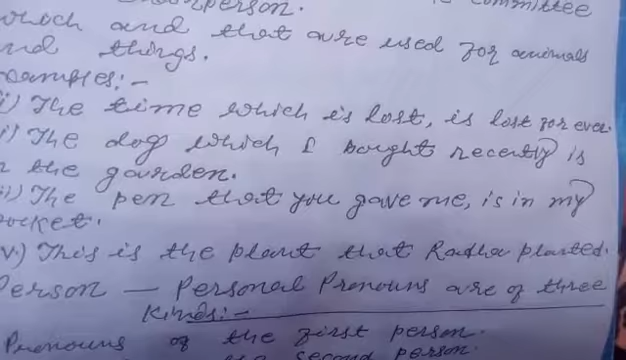 committee
which and that are used for animals
and things.
examples:-
i) The time which is lost, is lost for ever.
i) The dog which I bought recently is
the garden.
ii) The pen that you gave me, is in my
pocket.
v) This is the plant that Radha planted.
Person — Personal Pronouns are of three
kinds:-
Pronouns of the first person.
second person.